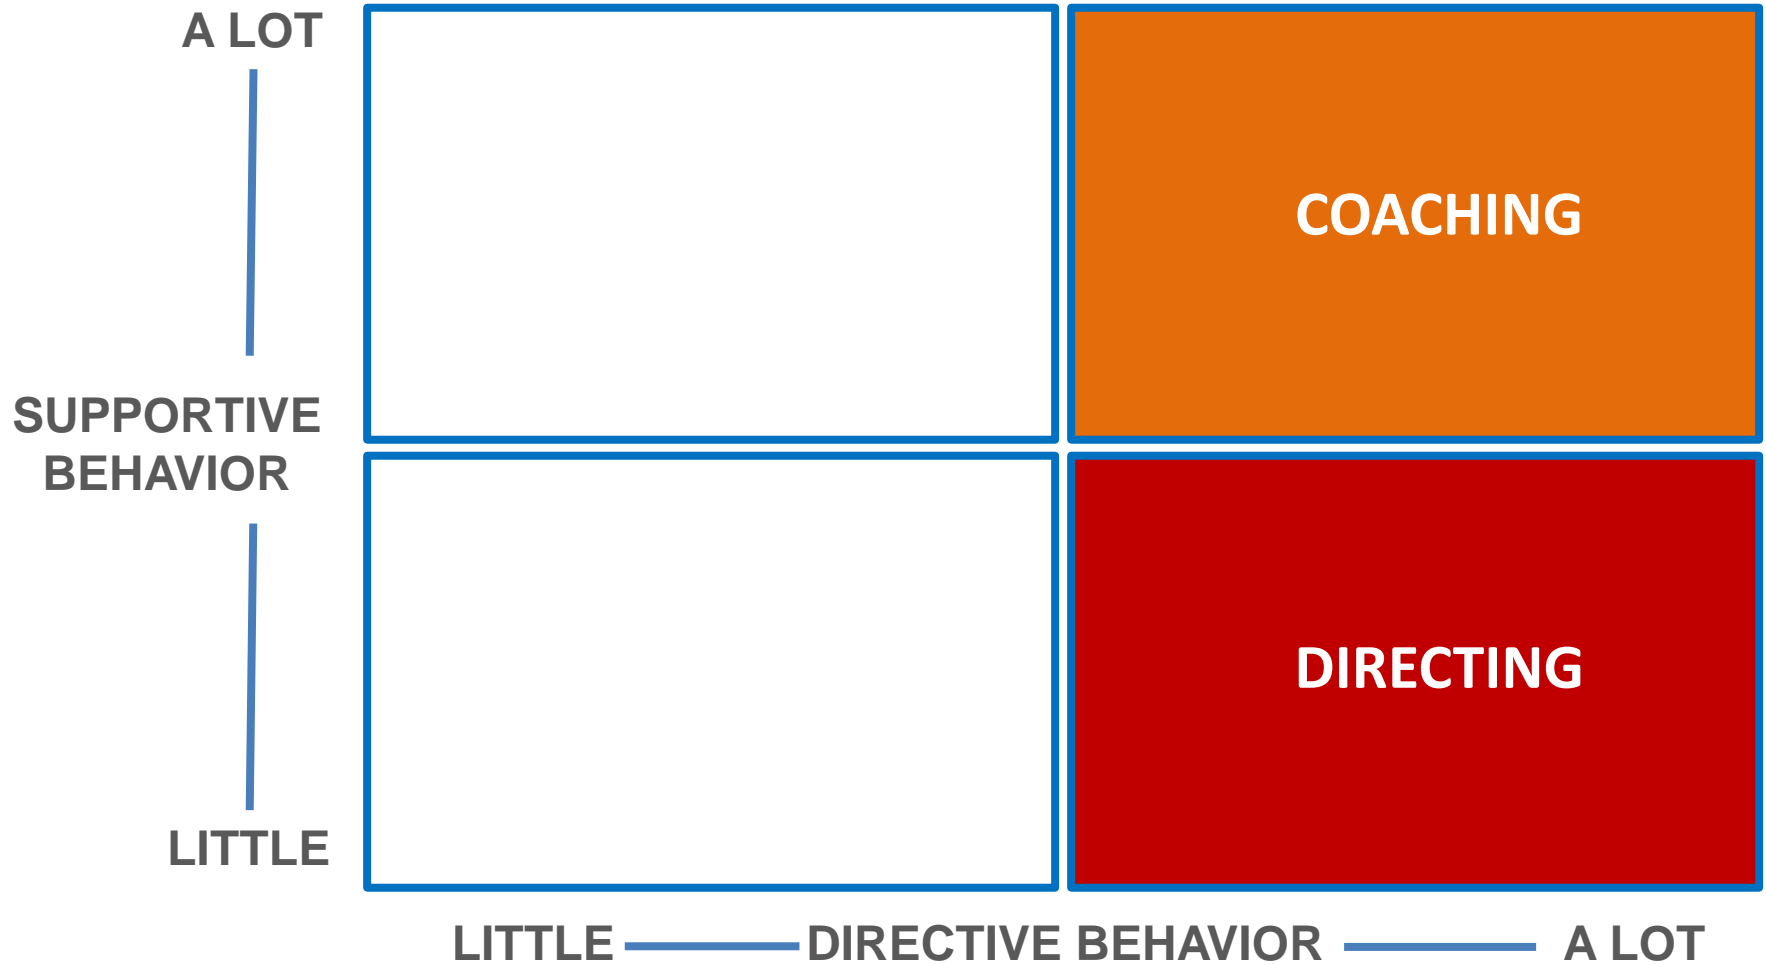 A LOT
COACHING
SUPPORTIVE
BEHAVIOR
DIRECTING
LITTLE
LITTLE DIRECTIVE BEHAVIOR A LOT